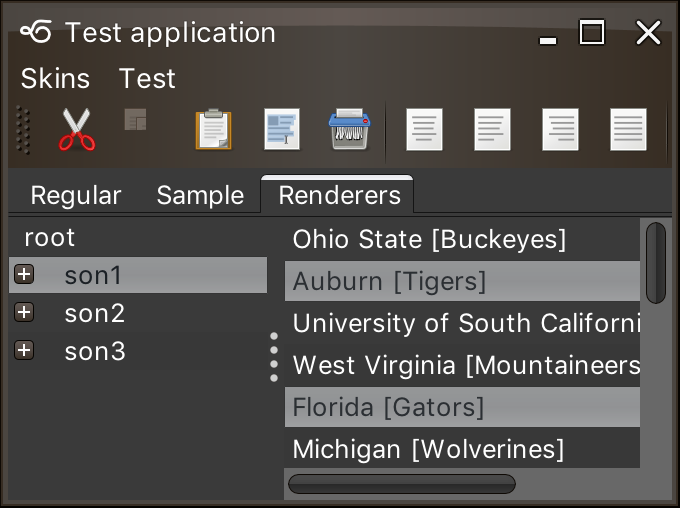 Test application
Skins Test
Regular Sample Renderers
root
son1
son2
son3
Ohio State [Buckeyes]
Auburn [Tigers]
University of South Californi
West Virginia [Mountaineers
Florida [Gators]
Michigan [Wolverines]